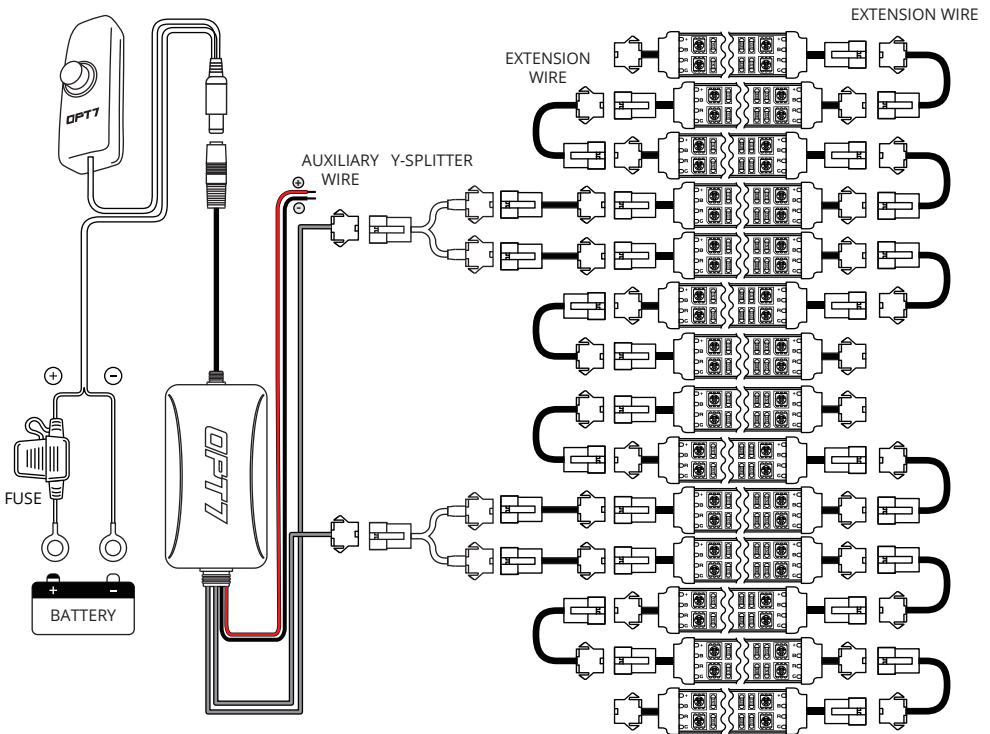 EXTENSION WIRE
EXTENSION
WIRE
OPT7
AUXILIARY
WIRE
Y-SPLITTER
+
−
+
−
OPT7
FUSE
+
−
BATTERY